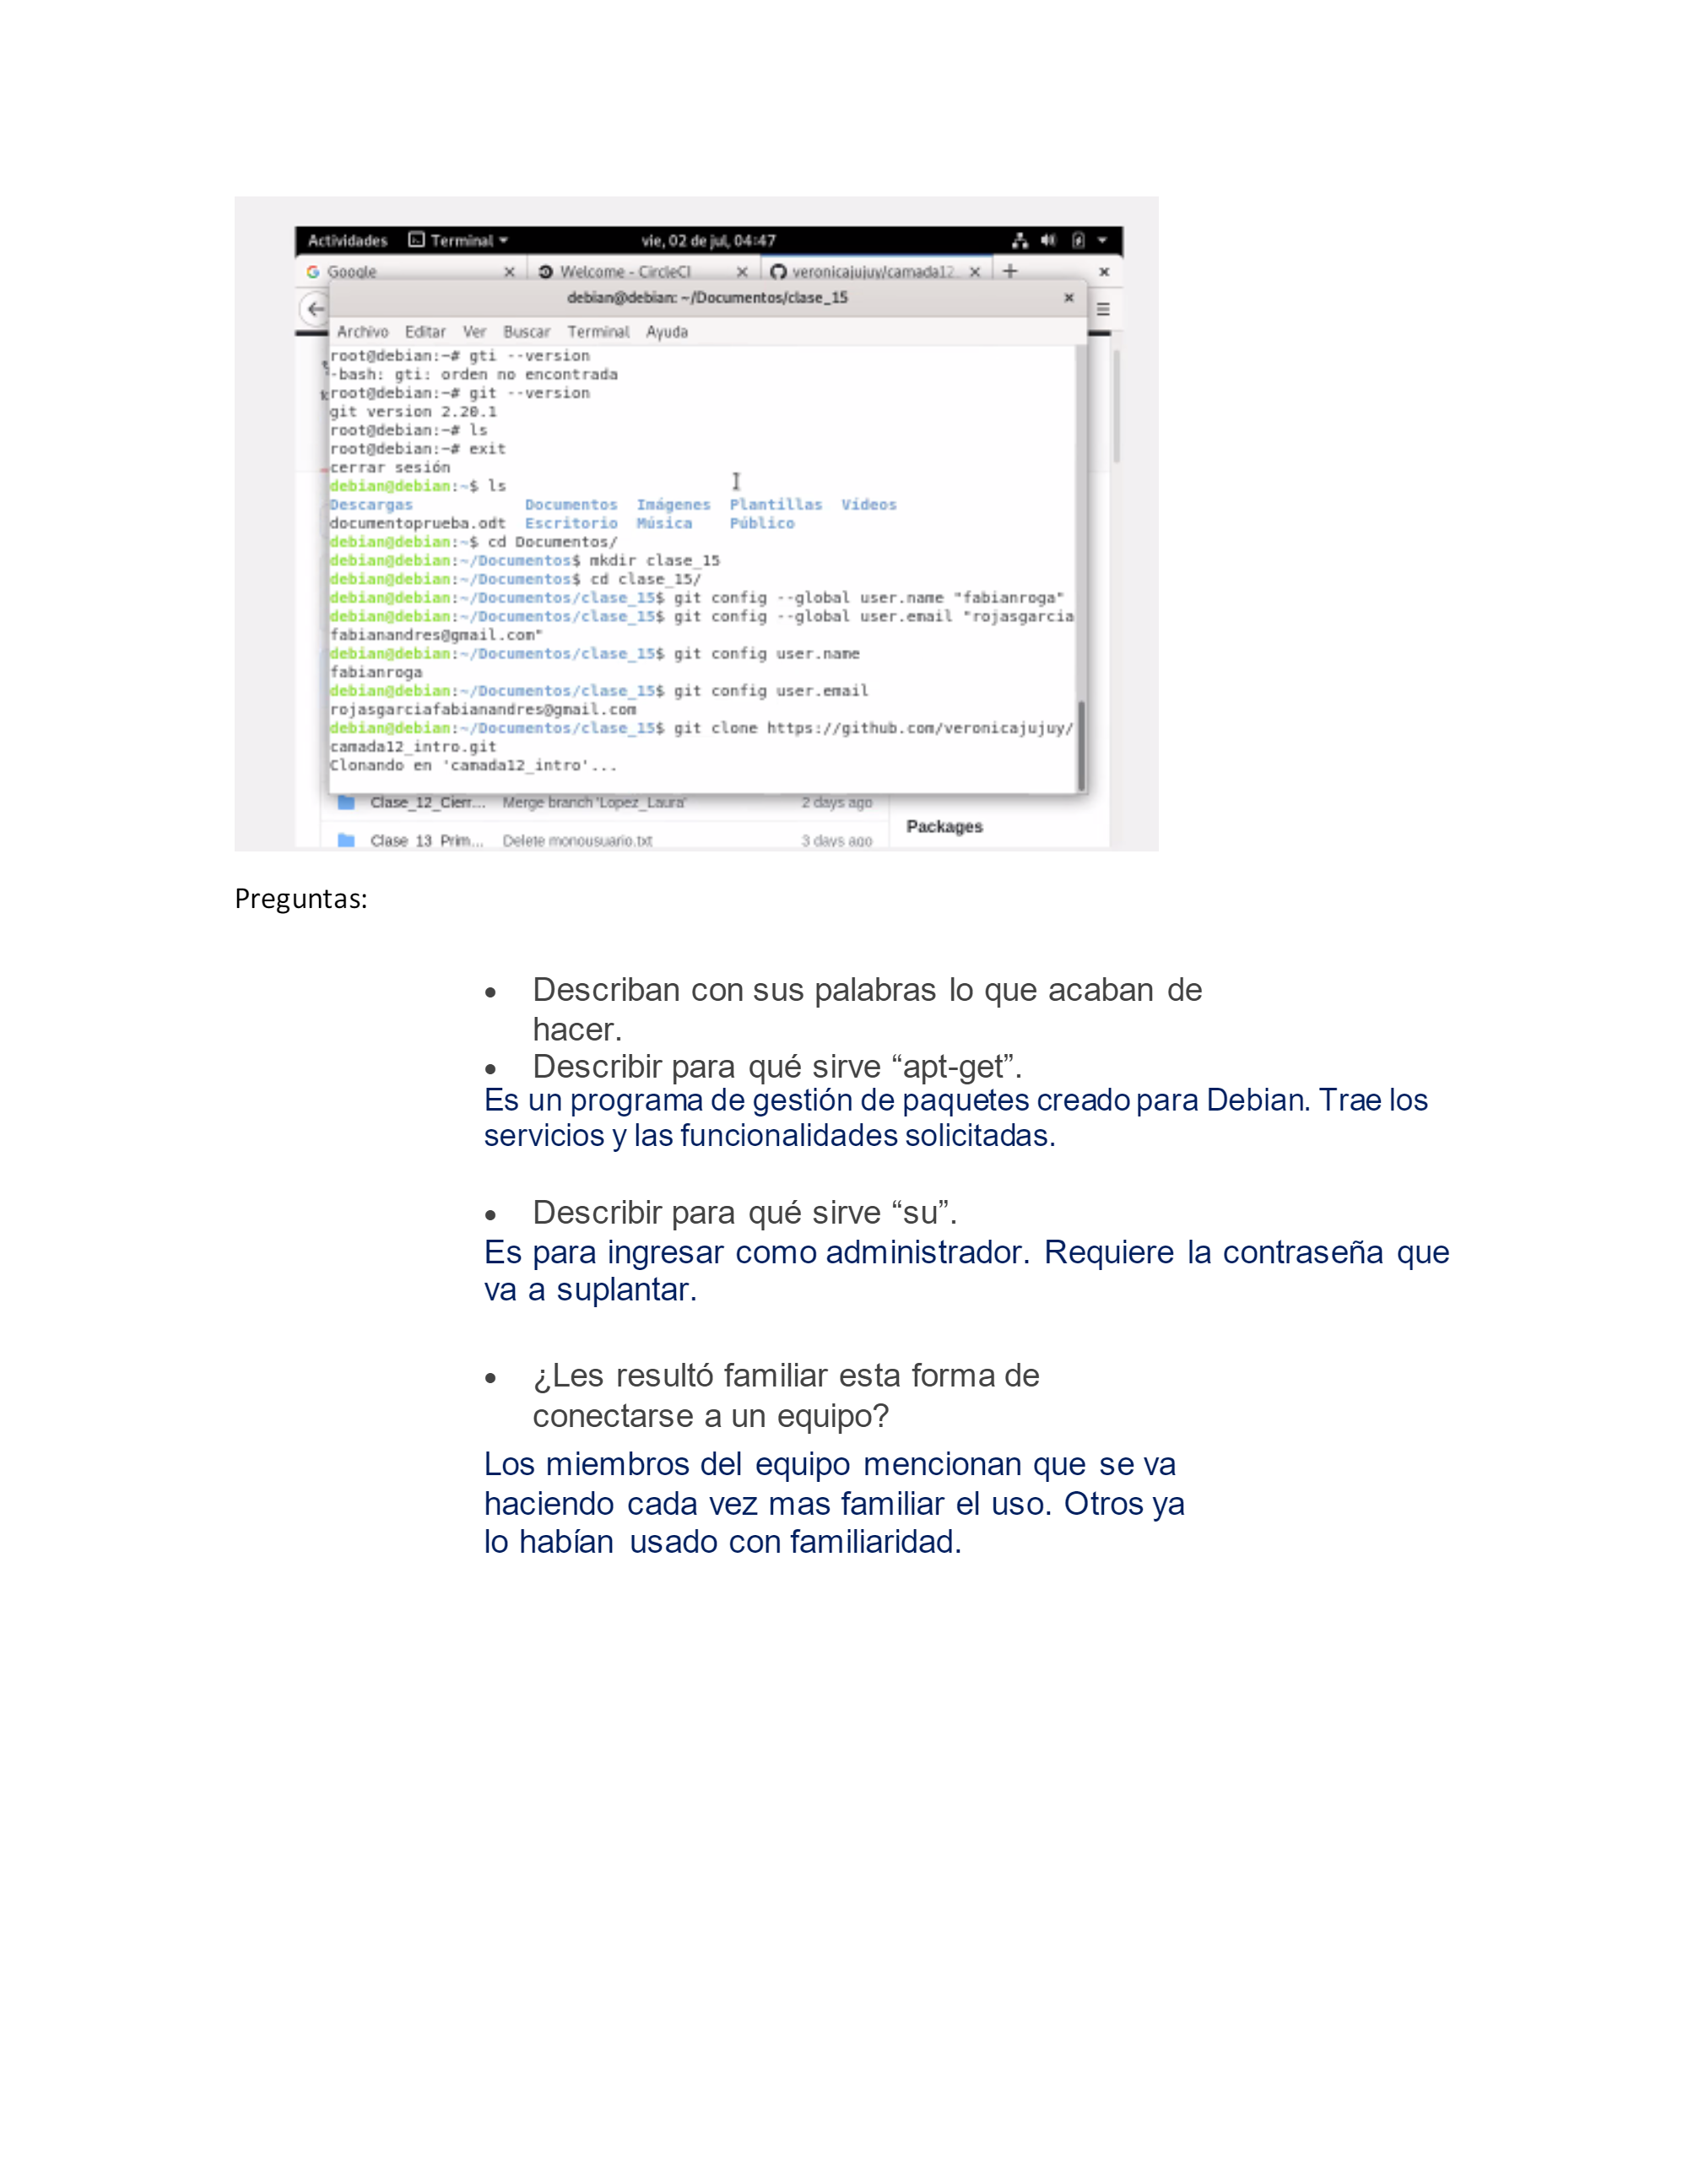 Actividades Terminal vie, 02 de jul, 04:47
Google × Welcome - CircleCI × veronicajujuy/camada12 × + ×
debian@debian: ~/Documentos/clase_15 ×
Archivo Editar Ver Buscar Terminal Ayuda
root@debian:~# gti --version
-bash: gti: orden no encontrada
root@debian:~# git --version
git version 2.20.1
root@debian:~# ls
root@debian:~# exit
cerrar sesión
debian@debian:~$ ls
Descargas Documentos Imágenes Plantillas Vídeos
documentoprueba.odt Escritorio Música Público
debian@debian:~$ cd Documentos/
debian@debian:~/Documentos$ mkdir clase_15
debian@debian:~/Documentos$ cd clase_15/
debian@debian:~/Documentos/clase_15$ git config --global user.name "fabianroga"
debian@debian:~/Documentos/clase_15$ git config --global user.email "rojasgarcia
fabianandres@gmail.com"
debian@debian:~/Documentos/clase_15$ git config user.name
fabianroga
debian@debian:~/Documentos/clase_15$ git config user.email
rojasgarciafabianandres@gmail.com
debian@debian:~/Documentos/clase_15$ git clone https://github.com/veronicajujuy/
camada12_intro.git
Clonando en 'camada12_intro'...
Clase_12_Cierr... Merge branch 'Lopez_Laura' 2 days ago
Packages
Clase_13_Prim... Delete monousuario.txt 3 days ago
Preguntas:
• Describan con sus palabras lo que acaban de
hacer.
• Describir para qué sirve “apt-get”.
Es un programa de gestión de paquetes creado para Debian. Trae los
servicios y las funcionalidades solicitadas.
• Describir para qué sirve “su”.
Es para ingresar como administrador. Requiere la contraseña que
va a suplantar.
• ¿Les resultó familiar esta forma de
conectarse a un equipo?
Los miembros del equipo mencionan que se va
haciendo cada vez mas familiar el uso. Otros ya
lo habían usado con familiaridad.